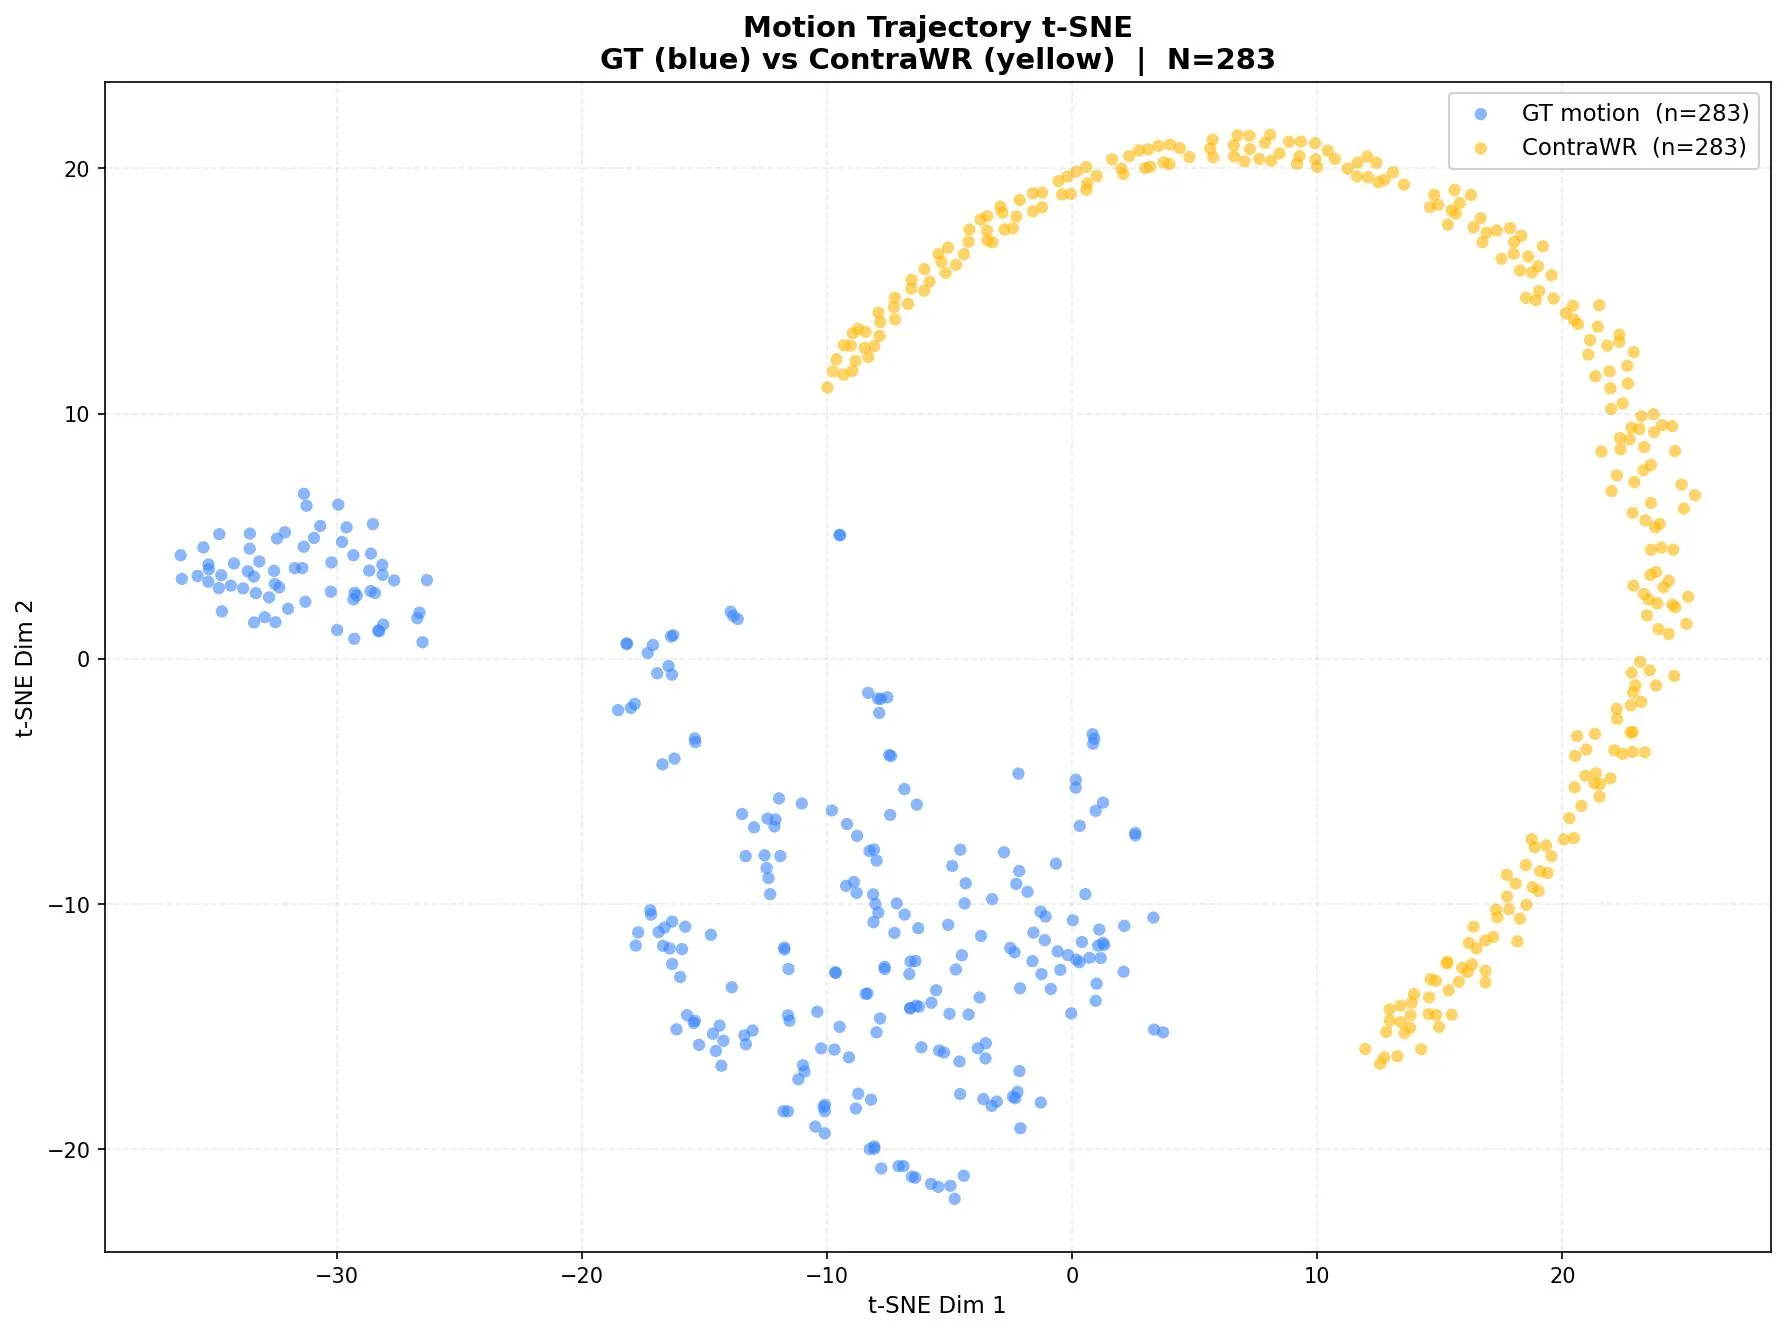 Motion Trajectory t-SNE
GT (blue) vs ContraWR (yellow) | N=283
GT motion (n=283)
ContraWR (n=283)
20
10
0
−10
−20
t-SNE Dim 2
−30
−20
−10
0
10
20
t-SNE Dim 1